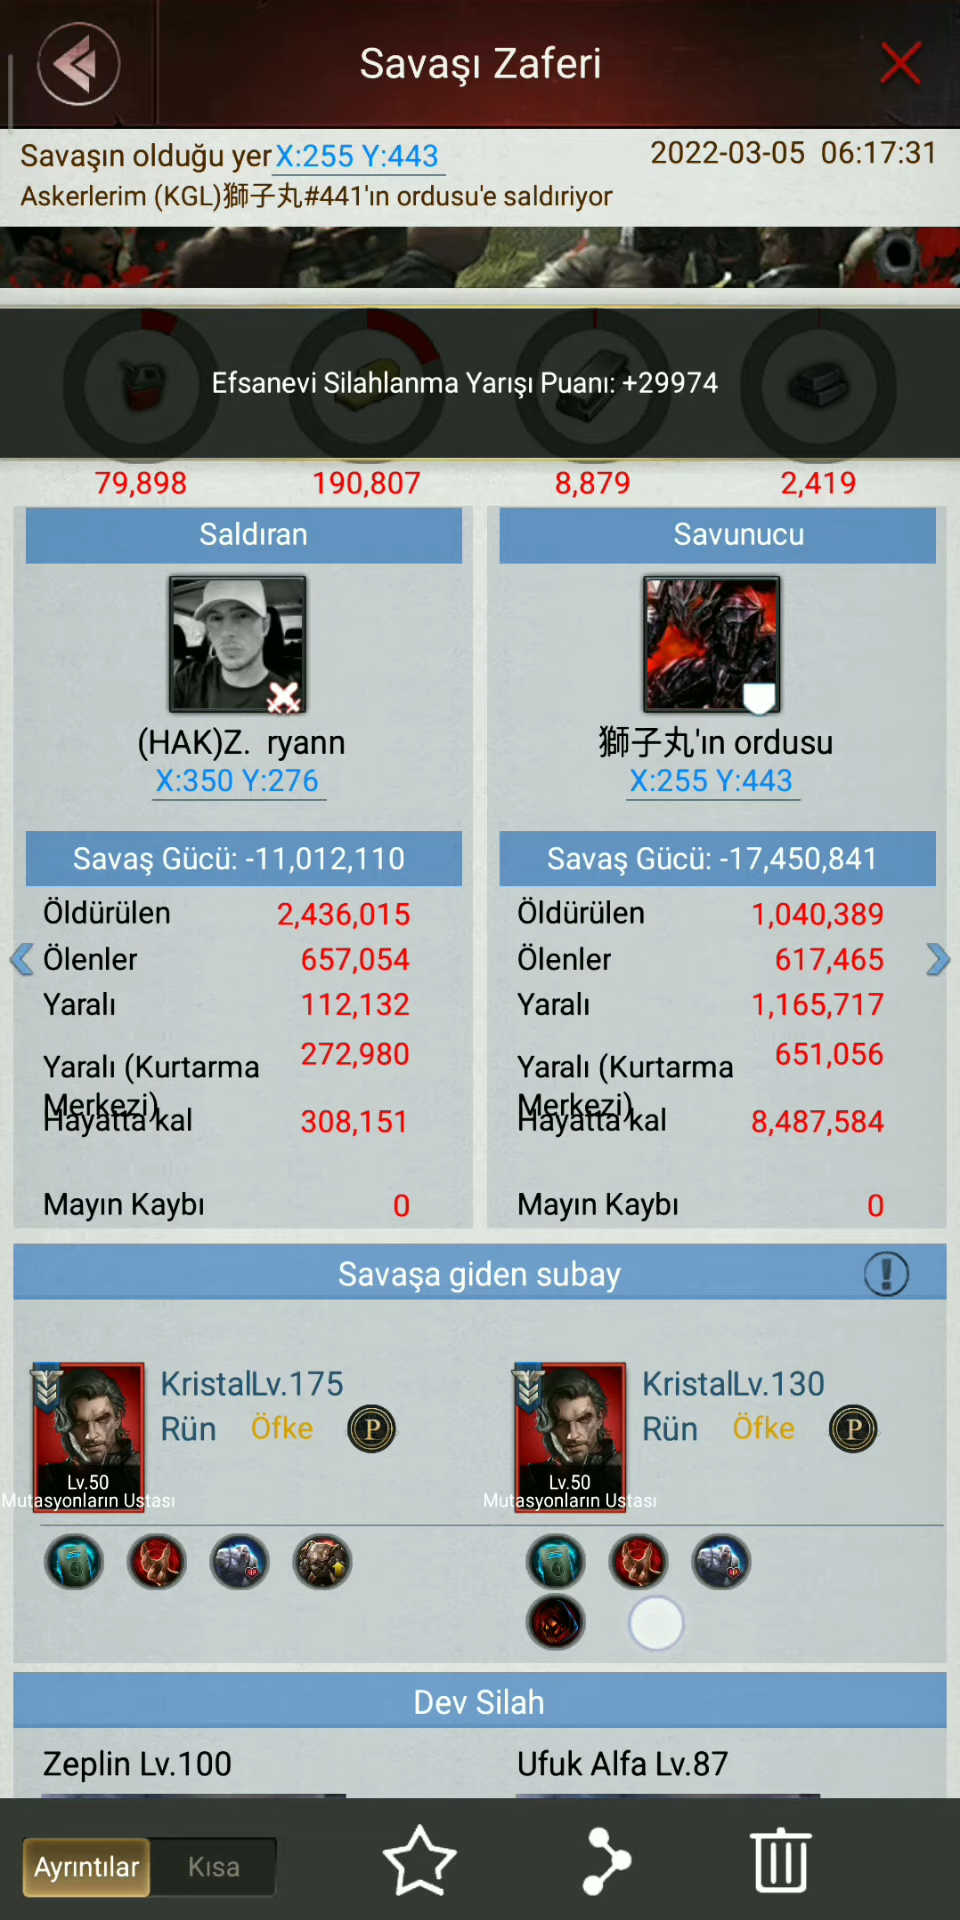 Savaşı Zaferi
Savaşın olduğu yer X:255 Y:443
2022-03-05 06:17:31
Askerlerim (KGL)獅子丸#441'ın ordusu'e saldırıyor
Efsanevi Silahlanma Yarışı Puanı: +29974
79,898 190,807 8,879 2,419
Saldıran Savunucu
(HAK)Z. ryann 獅子丸'ın ordusu
X:350 Y:276 X:255 Y:443
Savaş Gücü: -11,012,110 Savaş Gücü: -17,450,841
Öldürülen 2,436,015 Öldürülen 1,040,389
Ölenler 657,054 Ölenler 617,465
Yaralı 112,132 Yaralı 1,165,717
Yaralı (Kurtarma 272,980 Yaralı (Kurtarma 651,056
Merkezi) Merkezi)
Hayatta kal 308,151 Hayatta kal 8,487,584
Mayın Kaybı 0 Mayın Kaybı 0
Savaşa giden subay
KristalLv.175 KristalLv.130
Rün Öfke P Rün Öfke P
Lv.50 Lv.50
Mutasyonların Ustası Mutasyonların Ustası
Dev Silah
Zeplin Lv.100 Ufuk Alfa Lv.87
Ayrıntılar Kısa